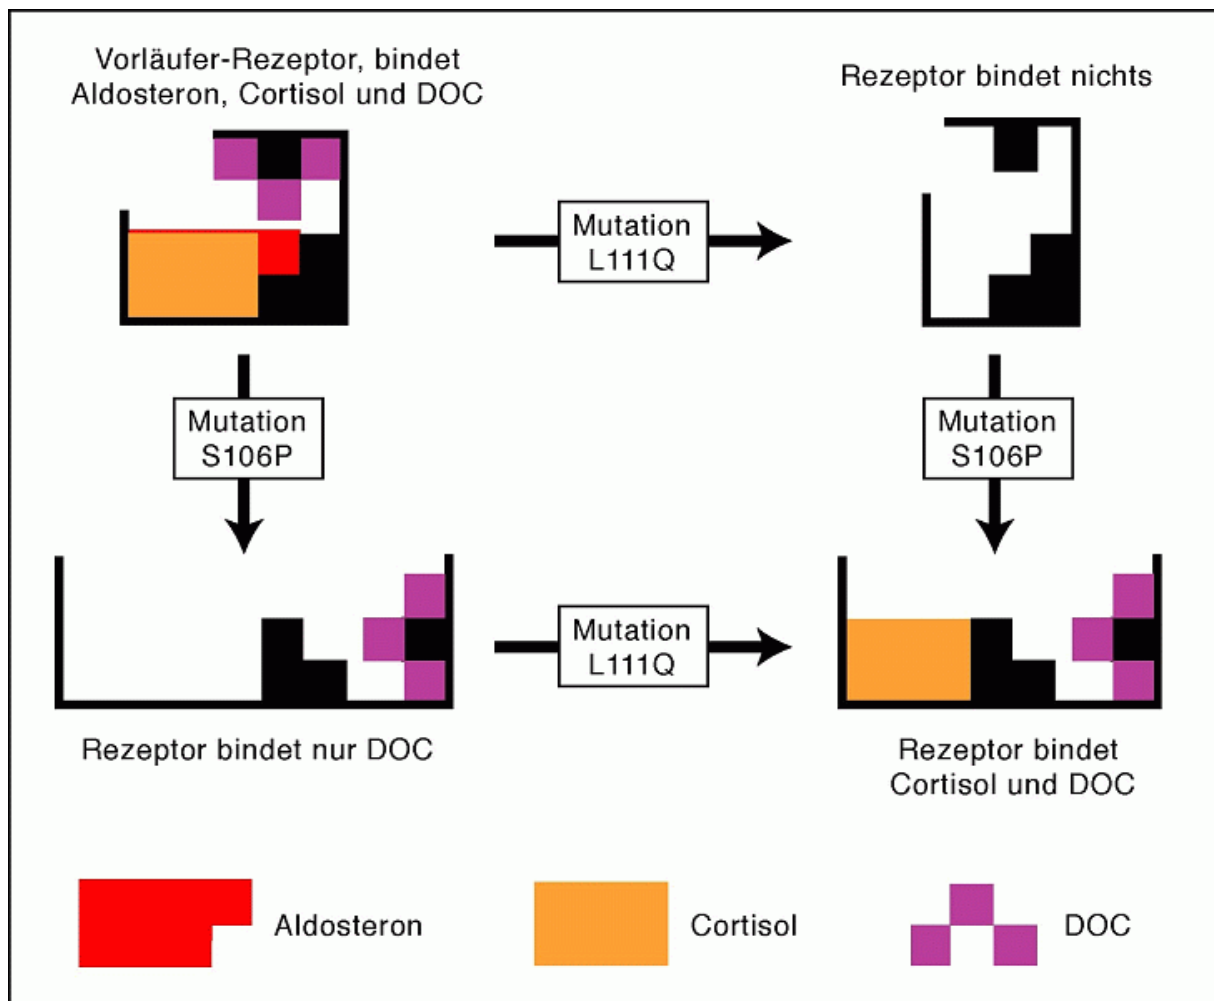 Vorläufer-Rezeptor, bindet
Aldosteron, Cortisol und DOC
Rezeptor bindet nichts
Mutation
L111Q
Mutation
S106P
Mutation
S106P
Mutation
L111Q
Rezeptor bindet nur DOC
Rezeptor bindet
Cortisol und DOC
Aldosteron
Cortisol
DOC